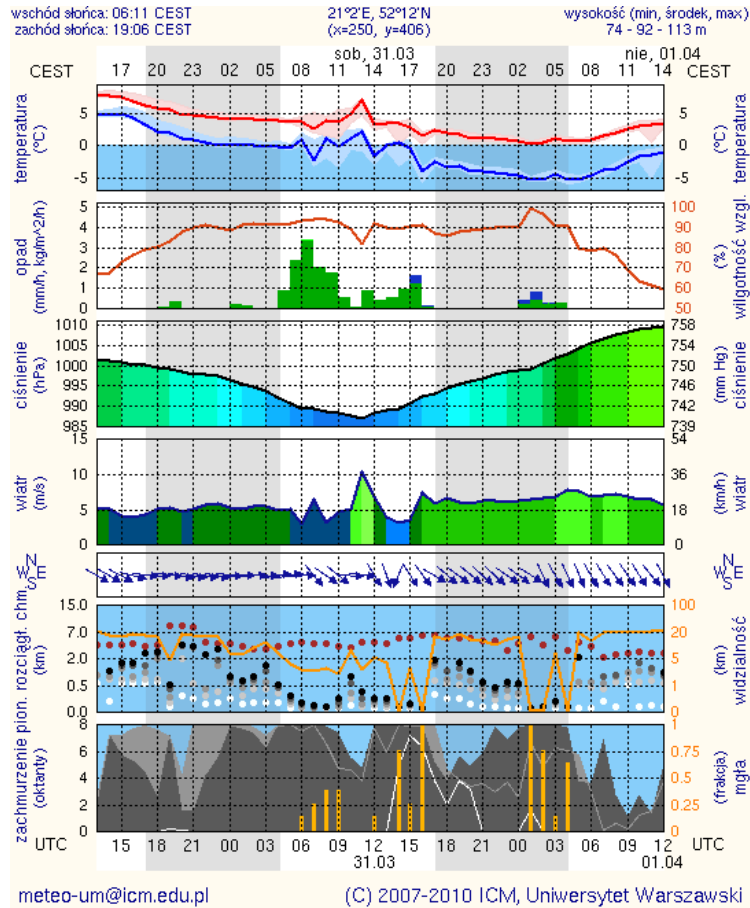 wschód słońca: 06:11 CEST 21°2'E, 52°12'N wysokość (min, środek, max)
zachód słońca: 19:06 CEST (x=250, y=406) 74 - 92 - 113 m
sob, 31.03 nie, 01.04
CEST 17 20 23 02 05 08 11 14 17 20 23 02 05 08 11 14 CEST
temperatura (°C) 5 0 -5 5 0 -5 (°C) temperatura
opad (mm/h, kg/m^2/h) 5 4 3 2 1 0 100 90 80 70 60 50 (%) wilgotność wzgl.
ciśnienie (hPa) 1010 1005 1000 995 990 985 758 754 750 746 742 739 (mm Hg) ciśnienie
wiatr (m/s) 15 10 5 0 54 36 18 0 (km/h) wiatr
N W E S N W E S
pion. rozciągł. chm. (km) 15.0 7.0 2.0 0.5 0.0 100 20 5 1 0 (km) widzialność
zachmurzenie (oktanty) 8 6 4 2 0 1 0.75 0.5 0.25 0 (frakcja) mgła
UTC 15 18 21 00 03 06 09 12 15 18 21 00 03 06 09 12 UTC
31.03 01.04
meteo-um@icm.edu.pl (C) 2007-2010 ICM, Uniwersytet Warszawski